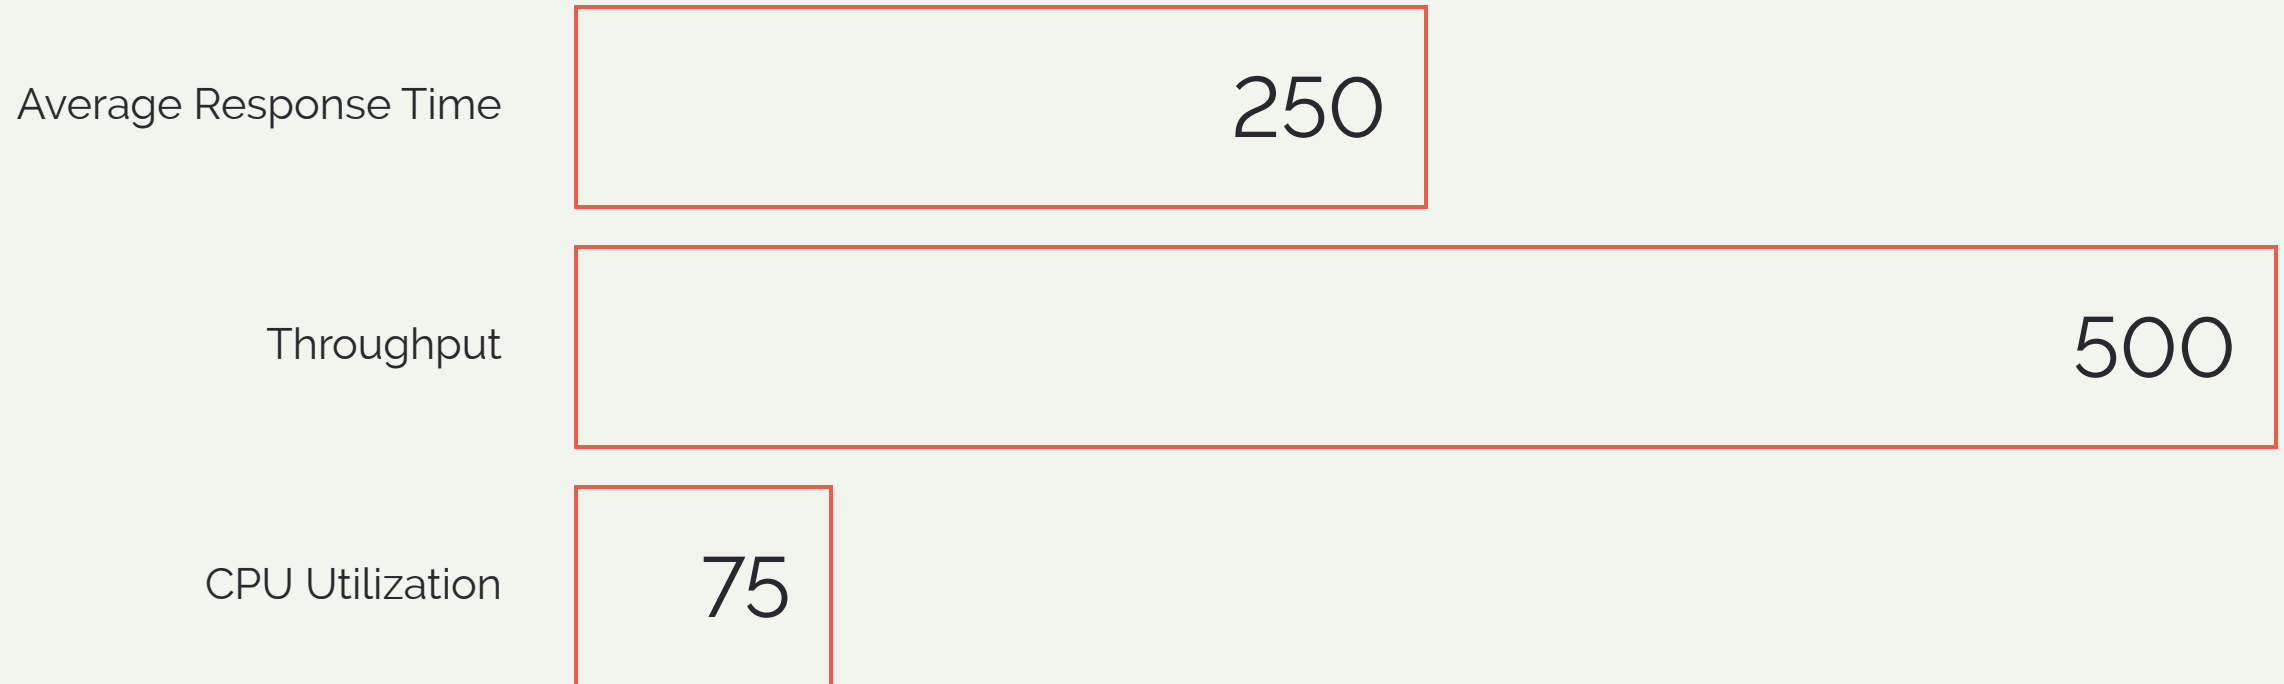 Average Response Time
250
Throughput
500
CPU Utilization
75